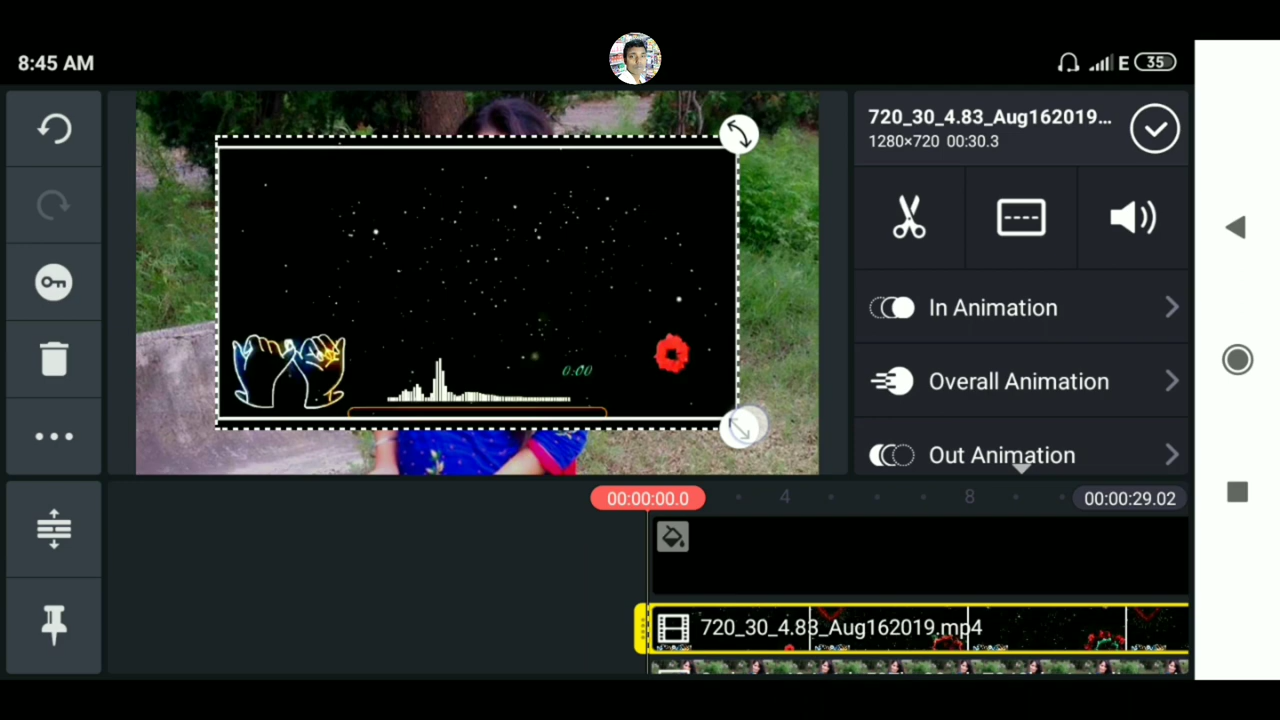 8:45 AM
E 35
720_30_4.83_Aug162019...
1280×720 00:30.3
In Animation
Overall Animation
Out Animation
0:00
00:00:00.0
4
8
00:00:29.02
720_30_4.83_Aug162019.mp4